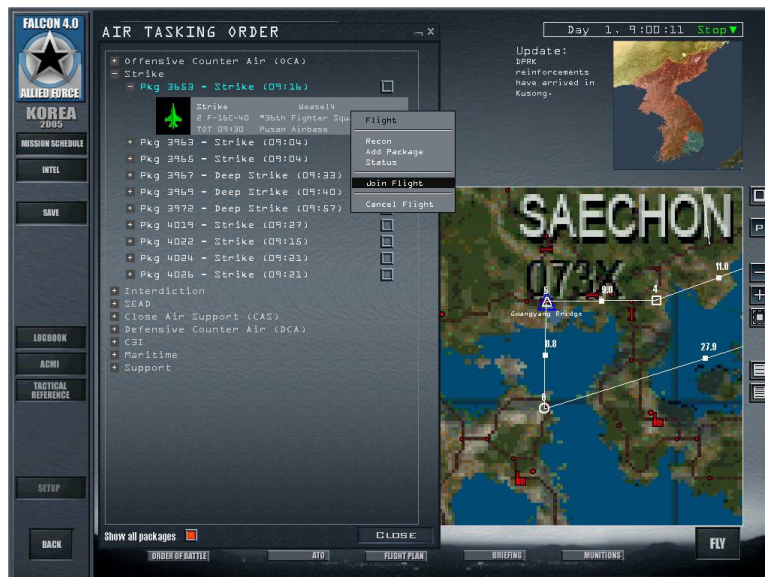 FALCON 4.0
ALLIED FORCE
KOREA
2005
MISSION SCHEDULE
INTEL
SAVE
LOGBOOK
ACMI
TACTICAL
REFERENCE
SETUP
BACK
AIR TASKING ORDER
+ Offensive Counter Air (OCA)
- Strike
- Pkg 3653 - Strike (09:16)
Strike Weasel4
2 F-16C-40 "36th Fighter Squ
TOT 09:30 Pusan Airbase
+ Pkg 3963 - Strike (09:04)
+ Pkg 3965 - Strike (09:04)
+ Pkg 3967 - Deep Strike (09:33)
+ Pkg 3969 - Deep Strike (09:40)
+ Pkg 3972 - Deep Strike (09:57)
+ Pkg 4019 - Strike (09:27)
+ Pkg 4022 - Strike (09:15)
+ Pkg 4024 - Strike (09:21)
+ Pkg 4026 - Strike (09:21)
+ Interdiction
+ SEAD
+ Close Air Support (CAS)
+ Defensive Counter Air (DCA)
+ C3I
+ Maritime
+ Support
Show all packages
CLOSE
Flight
Recon
Add Package
Status
Join Flight
Cancel Flight
Day 1, 9:00:11 Stop
Update:
DPRK
reinforcements
have arrived in
Kusong.
SAECHON
073X
11.0
5
9.0
4
Gwangyang Bridge
8.8
27.9
6
P
ORDER OF BATTLE
ATO
FLIGHT PLAN
BRIEFING
MUNITIONS
FLY